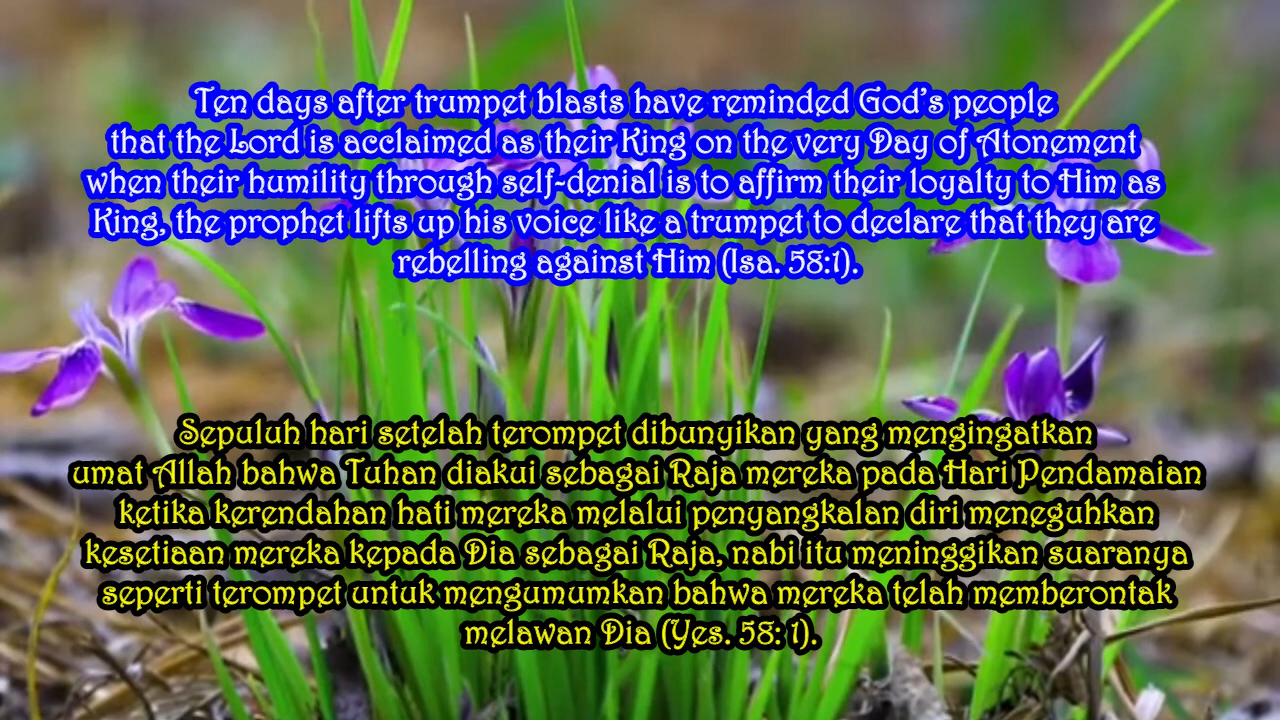 Ten days after trumpet blasts have reminded God's people
that the Lord is acclaimed as their King on the very Day of Atonement
when their humility through self-denial is to affirm their loyalty to Him as
King, the prophet lifts up his voice like a trumpet to declare that they are
rebelling against Him (Isa. 58:1).
Sepuluh hari setelah terompet dibunyikan yang mengingatkan
umat Allah bahwa Tuhan diakui sebagai Raja mereka pada Hari Pendamaian
ketika kerendahan hati mereka melalui penyangkalan diri meneguhkan
kesetiaan mereka kepada Dia sebagai Raja, nabi itu meninggikan suaranya
seperti terompet untuk mengumumkan bahwa mereka telah memberontak
melawan Dia (Yes. 58: 1).